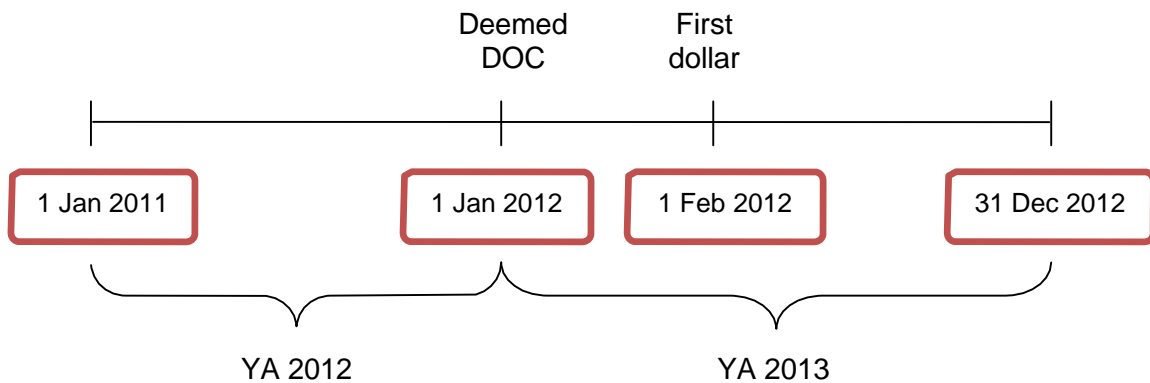 Deemed
DOC
First
dollar
1 Jan 2011
1 Jan 2012
1 Feb 2012
31 Dec 2012
YA 2012
YA 2013